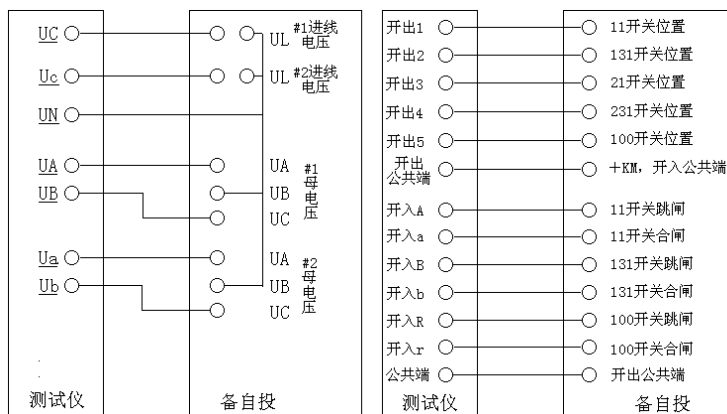 UC
UL
#1进线
电压
Uc
UL
#2进线
电压
UN
UA
UA
#1
母
电
压
UB
UB
UC
Ua
UA
#2
母
电
压
Ub
UB
UC
测试仪
备自投
开出1
11开关位置
开出2
131开关位置
开出3
21开关位置
开出4
231开关位置
开出5
100开关位置
开出
公共端
+KM，开入公共端
开入A
11开关跳闸
开入a
11开关合闸
开入B
131开关跳闸
开入b
131开关合闸
开入R
100开关跳闸
开入r
100开关合闸
公共端
开出公共端
测试仪
备自投